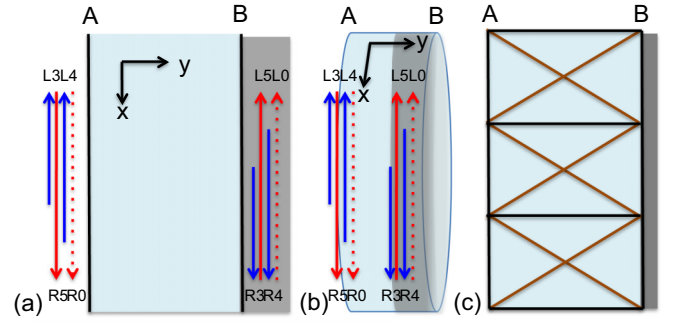 A B A B A B
y y
x x
L3L4 L5L0 L3L4 L5L0
R5R0 R3R4 R5R0 R3R4
(a) (b) (c)